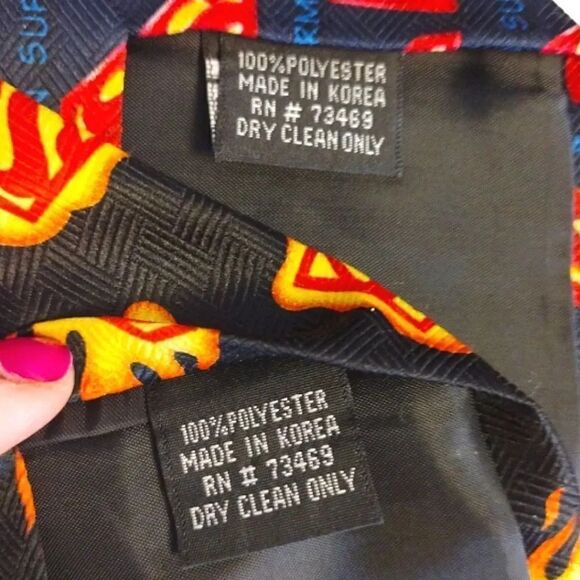 SUP
100%POLYESTER
MADE IN KOREA
RN # 73469
DRY CLEAN ONLY
100%POLYESTER
MADE IN KOREA
RN # 73469
DRY CLEAN ONLY